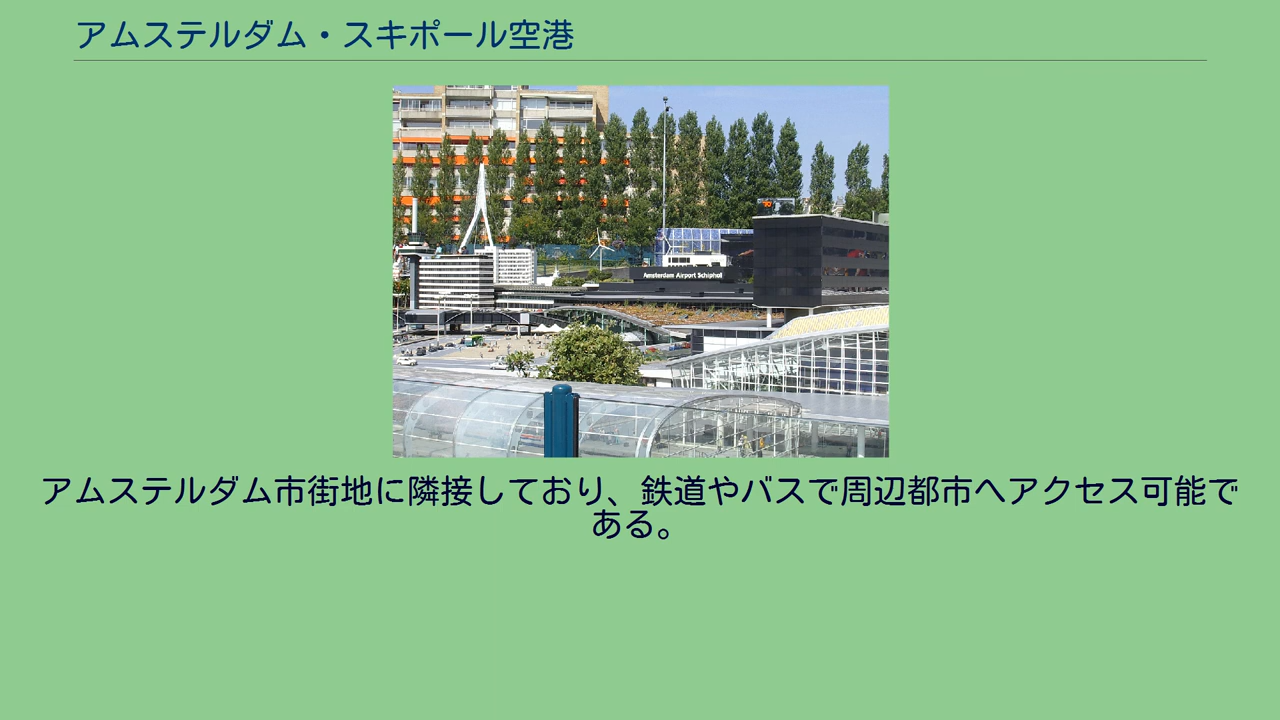 アムステルダム・スキポール空港
Amsterdam Airport Schiphol
アムステルダム市街地に隣接しており、鉄道やバスで周辺都市へアクセス可能で
ある。